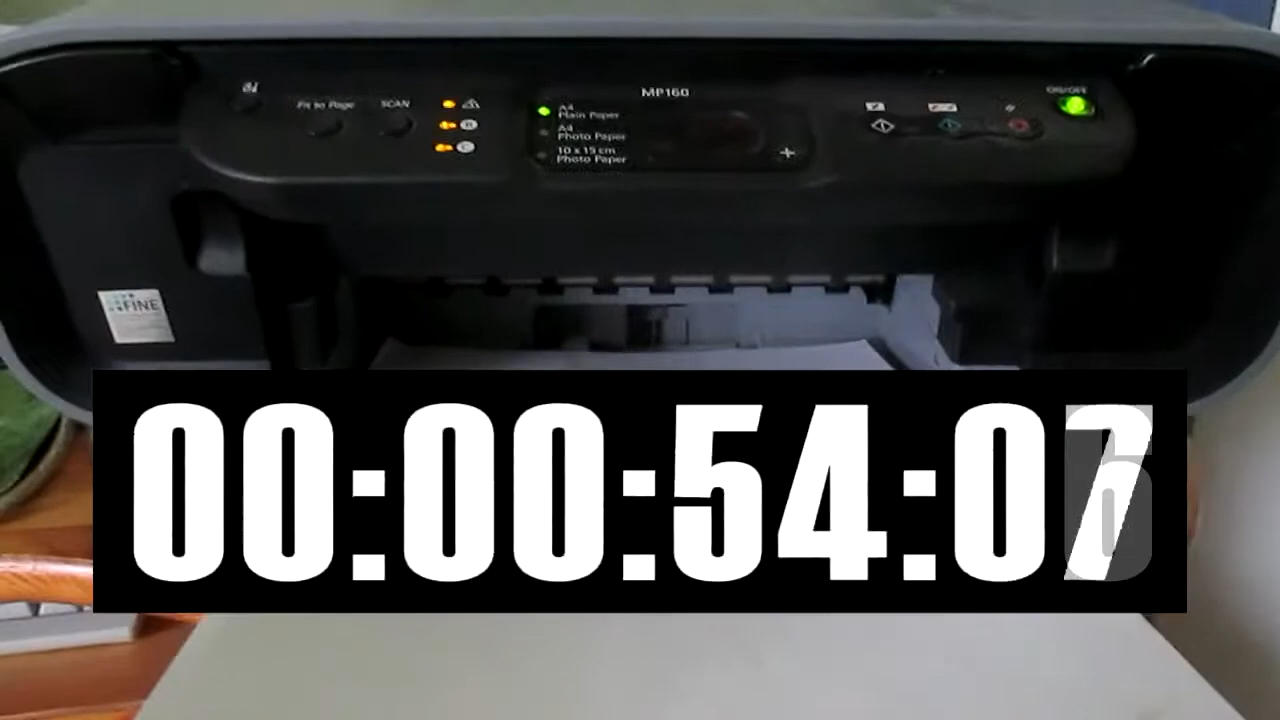 MP160
ON/OFF
Fit to Page
SCAN
A4
Plain Paper
A4
Photo Paper
10 x 15 cm
Photo Paper
B
C
FINE
00:00:54:07